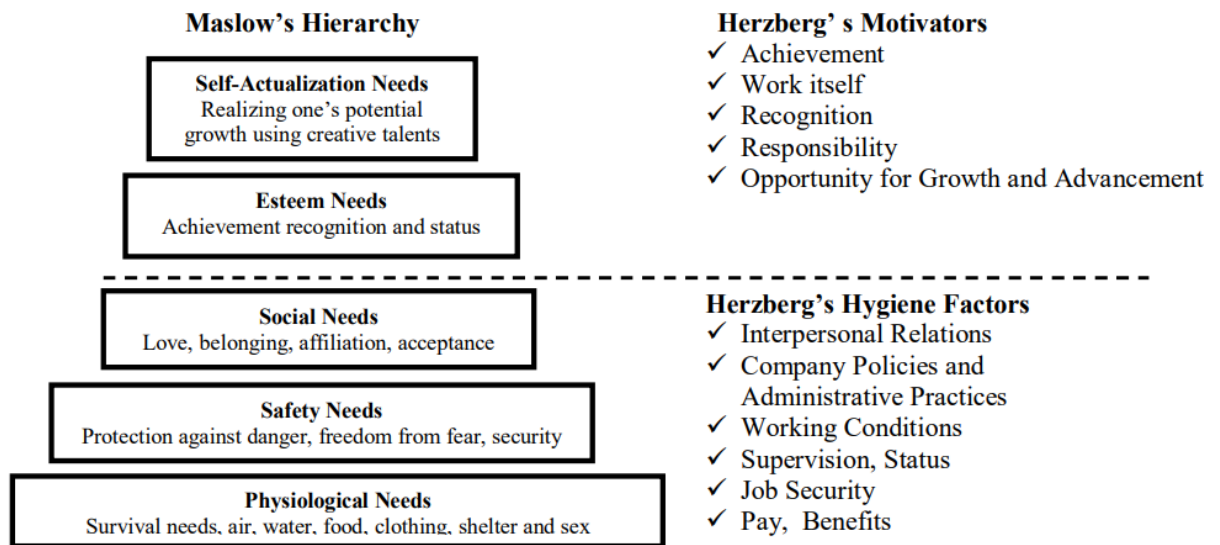 Maslow's Hierarchy
Self-Actualization Needs
Realizing one's potential
growth using creative talents
Esteem Needs
Achievement recognition and status
Social Needs
Love, belonging, affiliation, acceptance
Safety Needs
Protection against danger, freedom from fear, security
Physiological Needs
Survival needs, air, water, food, clothing, shelter and sex
Herzberg' s Motivators
✓ Achievement
✓ Work itself
✓ Recognition
✓ Responsibility
✓ Opportunity for Growth and Advancement
Herzberg's Hygiene Factors
✓ Interpersonal Relations
✓ Company Policies and
Administrative Practices
✓ Working Conditions
✓ Supervision, Status
✓ Job Security
✓ Pay, Benefits